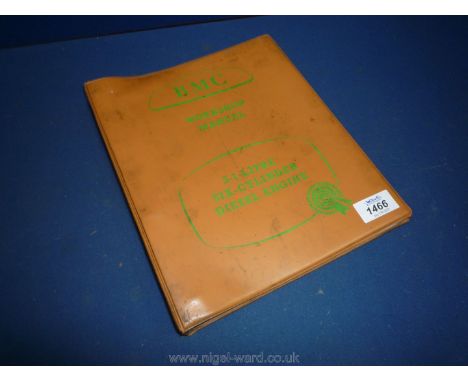 BMC
WORKSHOP
MANUAL
5·1-LITRE
SIX-CYLINDER
DIESEL ENGINE
1466
www.nigel-ward.co.uk